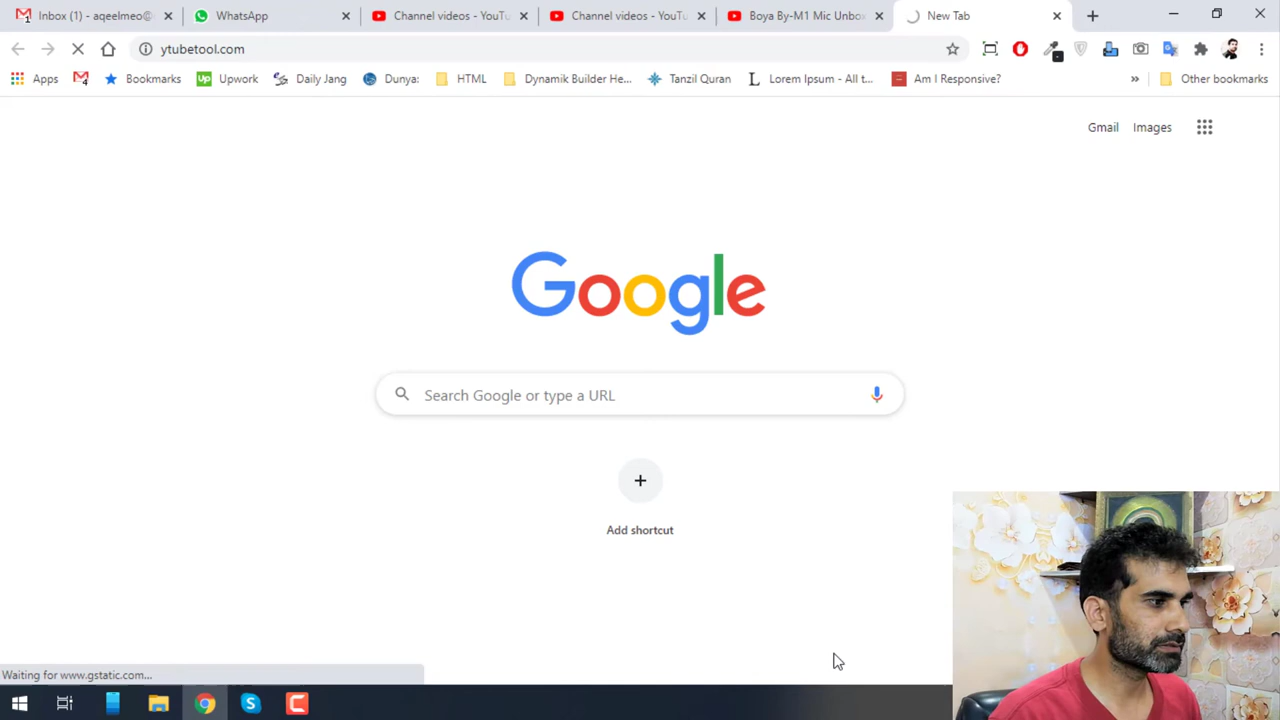 Inbox (1) - aqeelmeo@
WhatsApp
Channel videos - YouTu
Channel videos - YouTu
Boya By-M1 Mic Unbo
New Tab
ytubetool.com
Apps
4
Bookmarks
Up Upwork
Daily Jang
Dunya:
HTML
Dynamik Builder He...
Tanzil Quran
L Lorem Ipsum - All t...
Am I Responsive?
»
Other bookmarks
Gmail
Images
Google
Search Google or type a URL
Add shortcut
Waiting for www.gstatic.com...